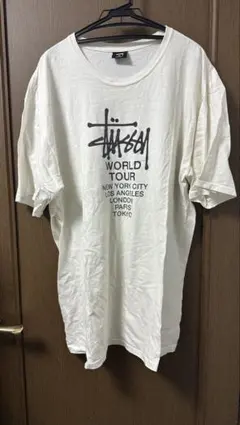 Stüssy
WORLD
TOUR
NEW YORK CITY
LOS ANGELES
LONDON
PARIS
TOKYO